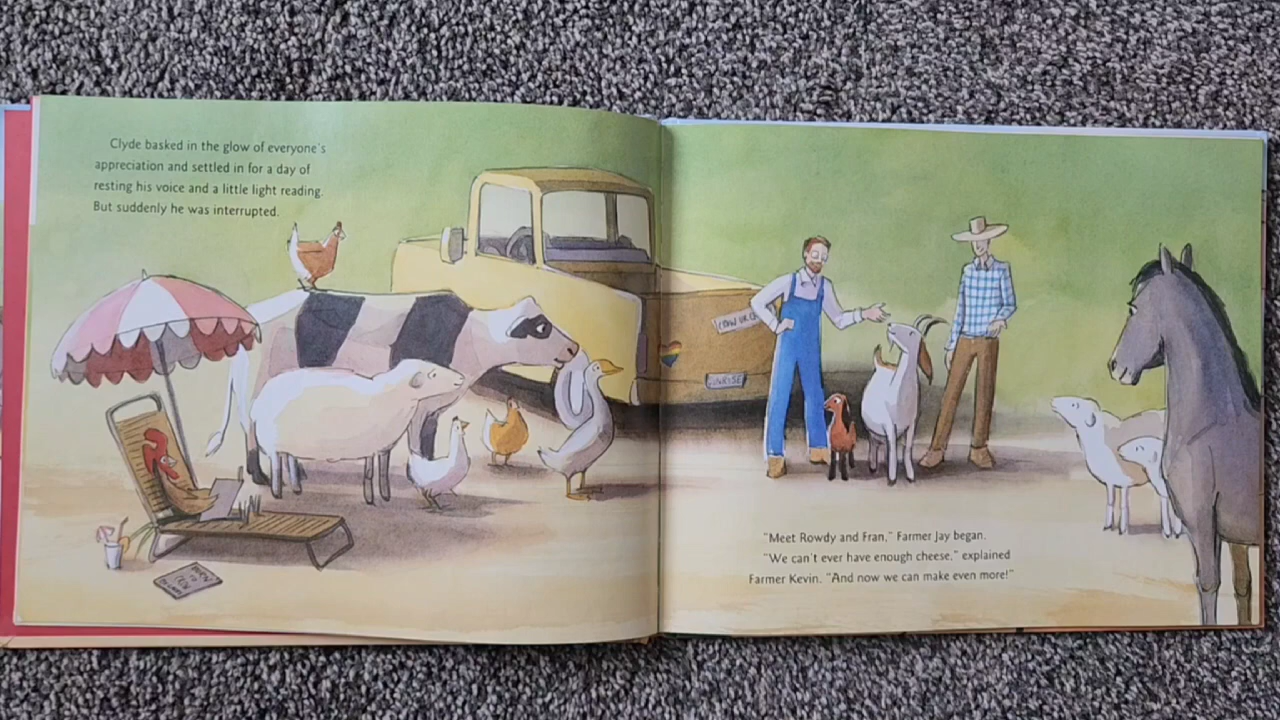 Clyde basked in the glow of everyone's
appreciation and settled in for a day of
resting his voice and a little light reading.
But suddenly he was interrupted.
"Meet Rowdy and Fran," Farmer Jay began.
"We can't ever have enough cheese," explained
Farmer Kevin. "And now we can make even more!"